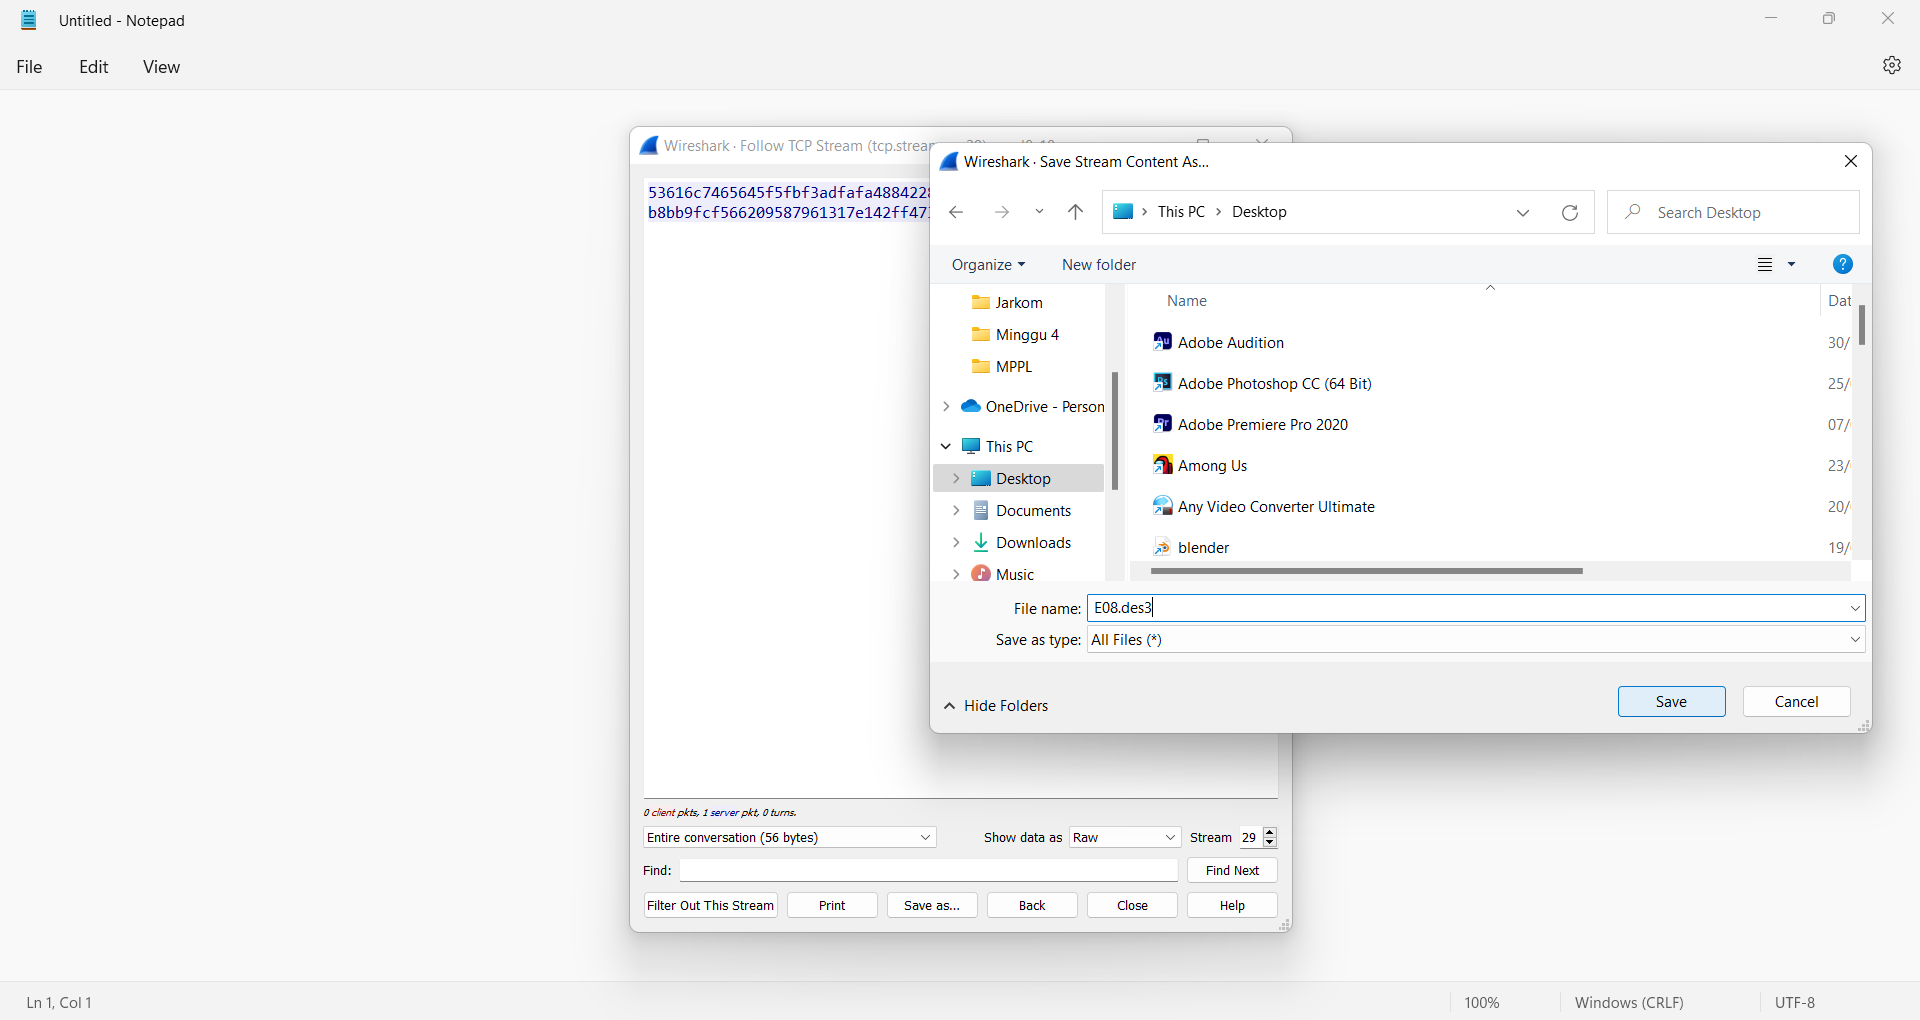 Untitled - Notepad
File Edit View
Wireshark · Follow TCP Stream (tcp.strear
53616c7465645f5fbf3adfafa488422
b8bb9fcf566209587961317e142ff47
Wireshark · Save Stream Content As...
This PC > Desktop
Search Desktop
Organize New folder
Jarkom
Minggu 4
MPPL
OneDrive - Person
This PC
Desktop
Documents
Downloads
Music
Name Dat
Adobe Audition 30/
Adobe Photoshop CC (64 Bit) 25/
Adobe Premiere Pro 2020 07/
Among Us 23/
Any Video Converter Ultimate 20/
blender 19/
File name: E08.des3
Save as type: All Files (*)
Hide Folders
Save Cancel
0 client pkts, 1 server pkt, 0 turns.
Entire conversation (56 bytes) Show data as Raw Stream 29
Find: Find Next
Filter Out This Stream Print Save as... Back Close Help
Ln 1, Col 1 100% Windows (CRLF) UTF-8